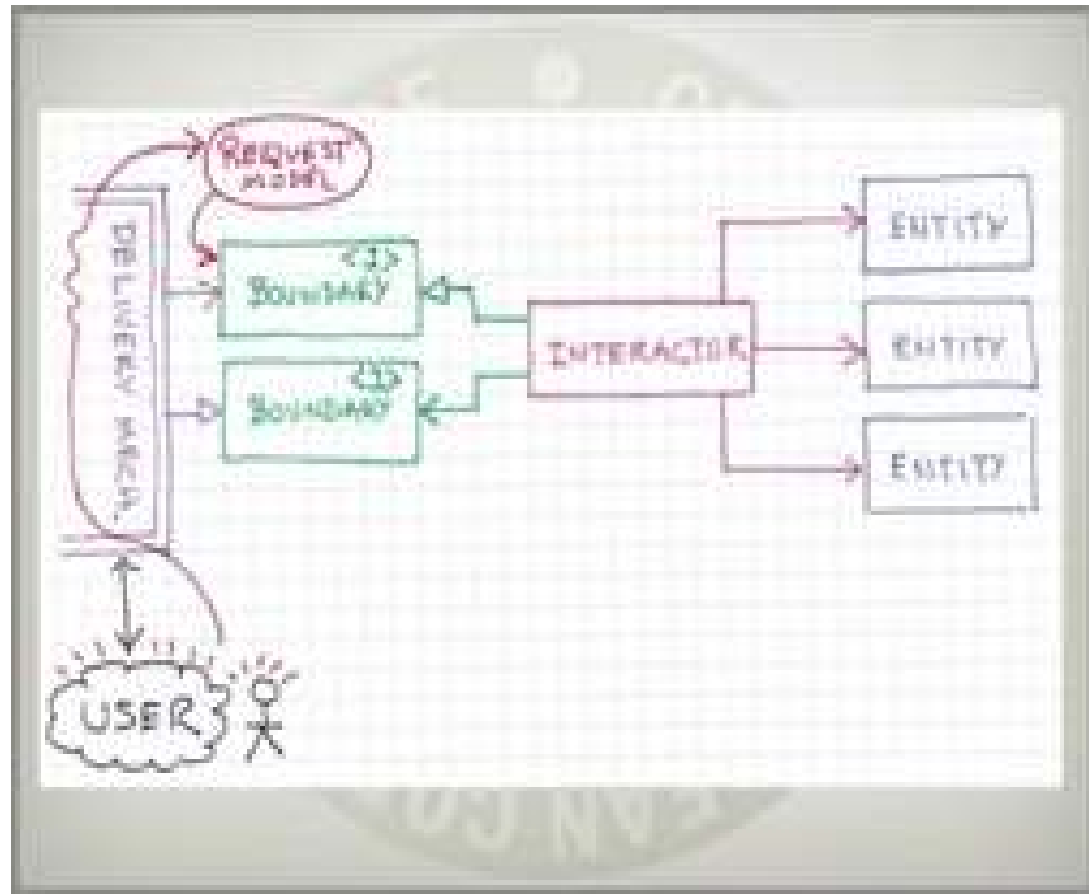 REQUEST
MODEL
DELIVERY MECH.
<I>
BOUNDARY
<I>
BOUNDARY
INTERACTOR
ENTITY
ENTITY
ENTITY
USER